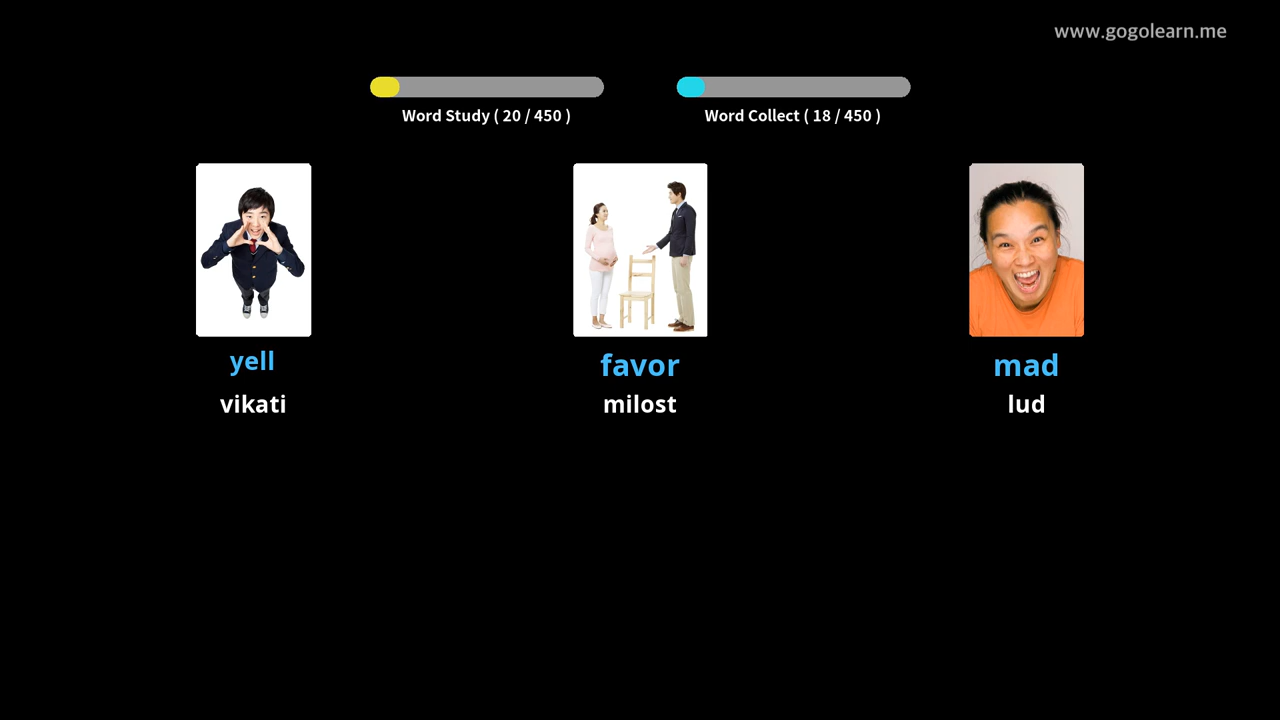 www.gogolearn.me
Word Study ( 20 / 450 )
Word Collect ( 18 / 450 )
yell
vikati
favor
milost
mad
lud